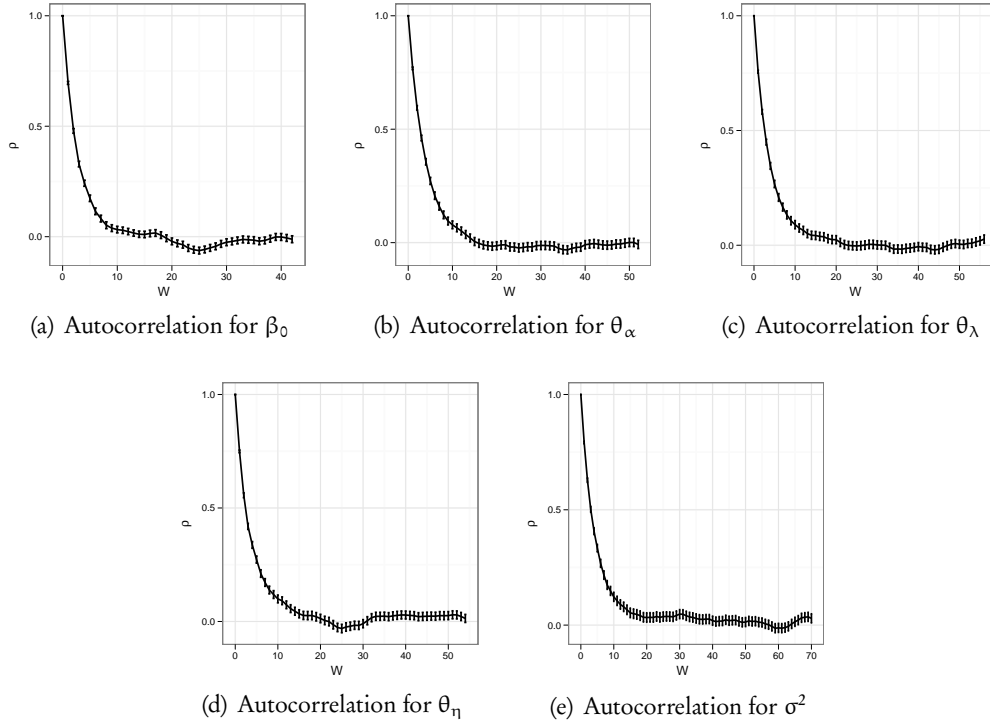 1.0
0.5
0.0
ρ
0 10 20 30 40
W
(a) Autocorrelation for β₀
1.0
0.5
0.0
ρ
0 10 20 30 40 50
W
(b) Autocorrelation for θα
1.0
0.5
0.0
ρ
0 10 20 30 40 50
W
(c) Autocorrelation for θλ
1.0
0.5
0.0
ρ
0 10 20 30 40 50
W
(d) Autocorrelation for θη
1.0
0.5
0.0
ρ
0 10 20 30 40 50 60 70
W
(e) Autocorrelation for σ²